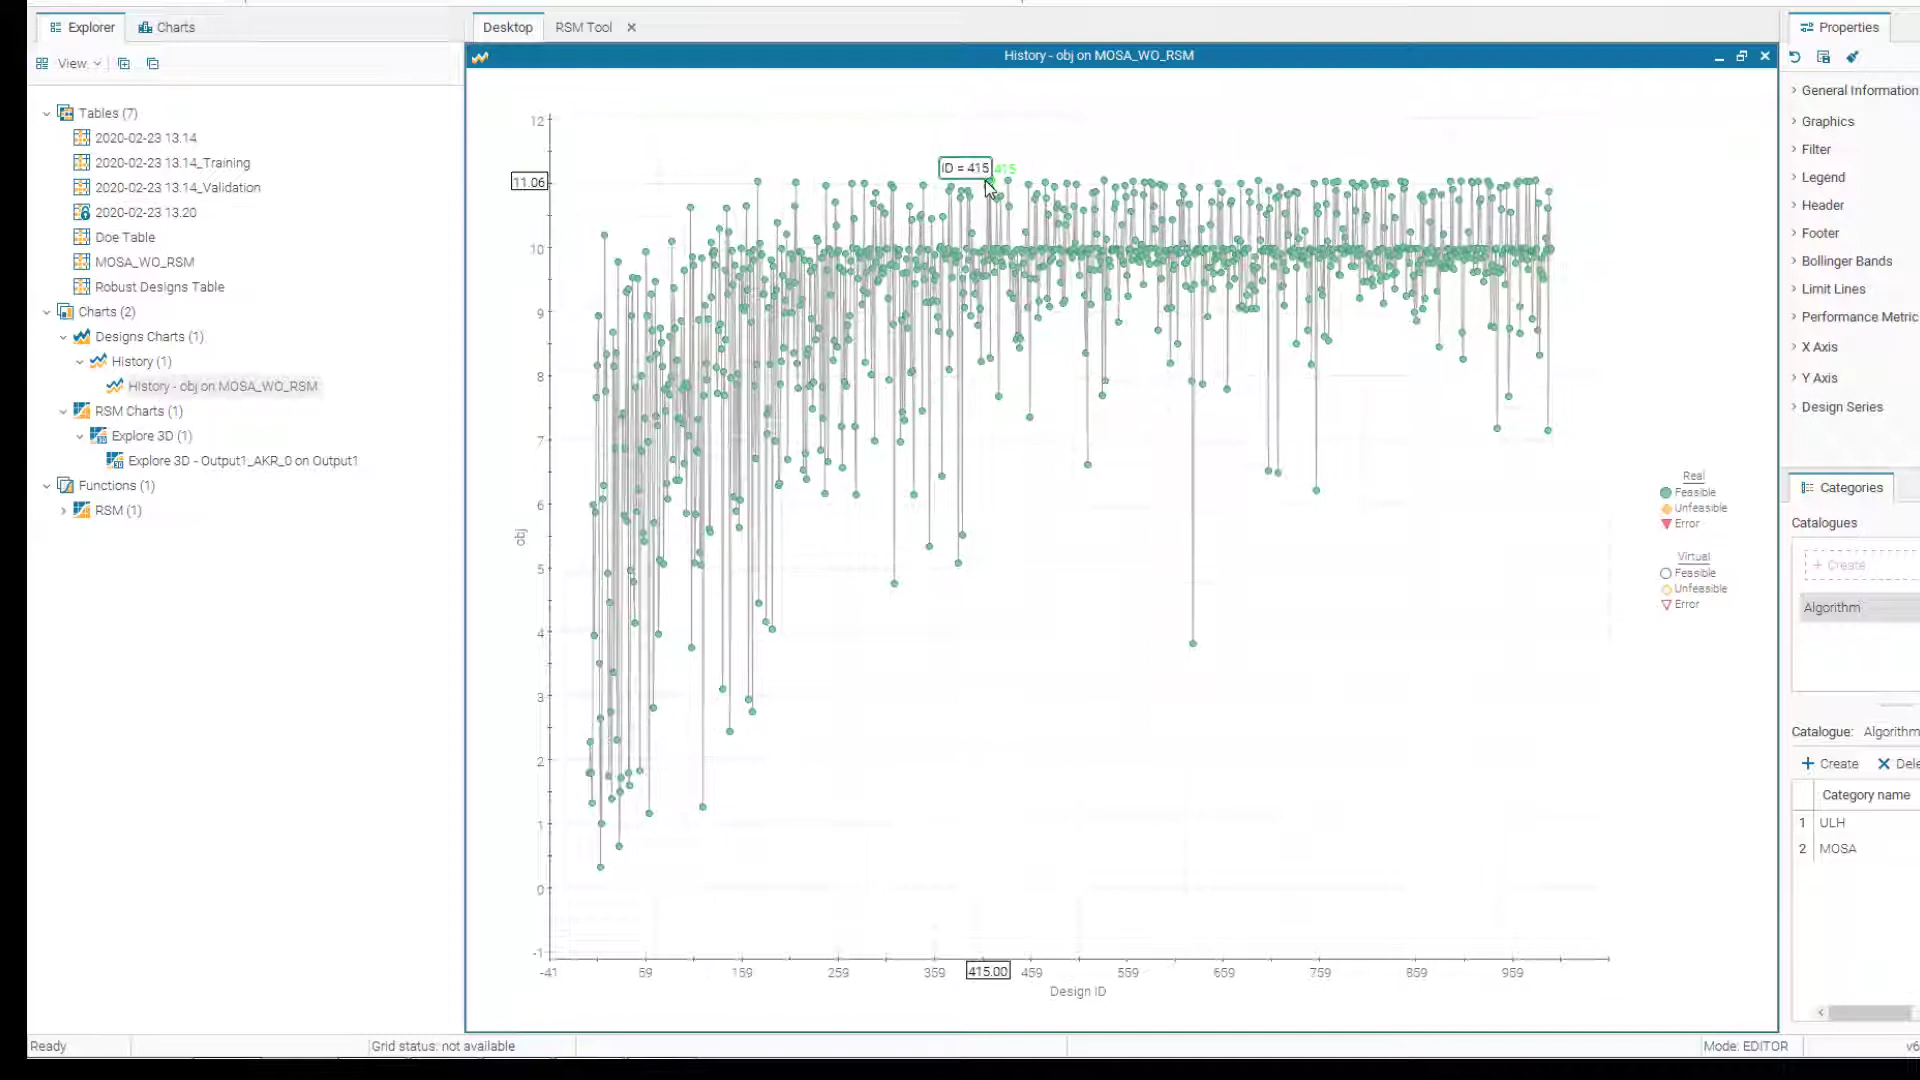 Explorer
Charts
Desktop
RSM Tool
Properties
View
History - obj on MOSA_WO_RSM
Tables (7)
2020-02-23 13.14
2020-02-23 13.14_Training
2020-02-23 13.14_Validation
2020-02-23 13.20
Doe Table
MOSA_WO_RSM
Robust Designs Table
Charts (2)
Designs Charts (1)
History (1)
History - obj on MOSA_WO_RSM
RSM Charts (1)
Explore 3D (1)
Explore 3D - Output1_AKR_0 on Output1
Functions (1)
RSM (1)
12
ID = 415
415
11.06
10
9
8
7
6
5
4
3
2
1
0
-1
obj
-41
59
159
259
359
415.00
459
559
659
759
859
959
Design ID
Real
Feasible
Unfeasible
Error
Virtual
Feasible
Unfeasible
Error
General Information
Graphics
Filter
Legend
Header
Footer
Bollinger Bands
Limit Lines
Performance Metric
X Axis
Y Axis
Design Series
Categories
Catalogues
+ Create
Algorithm
Catalogue: Algorithm
Create
Dele
Category name
1 ULH
2 MOSA
Ready
Grid status: not available
Mode: EDITOR
v6